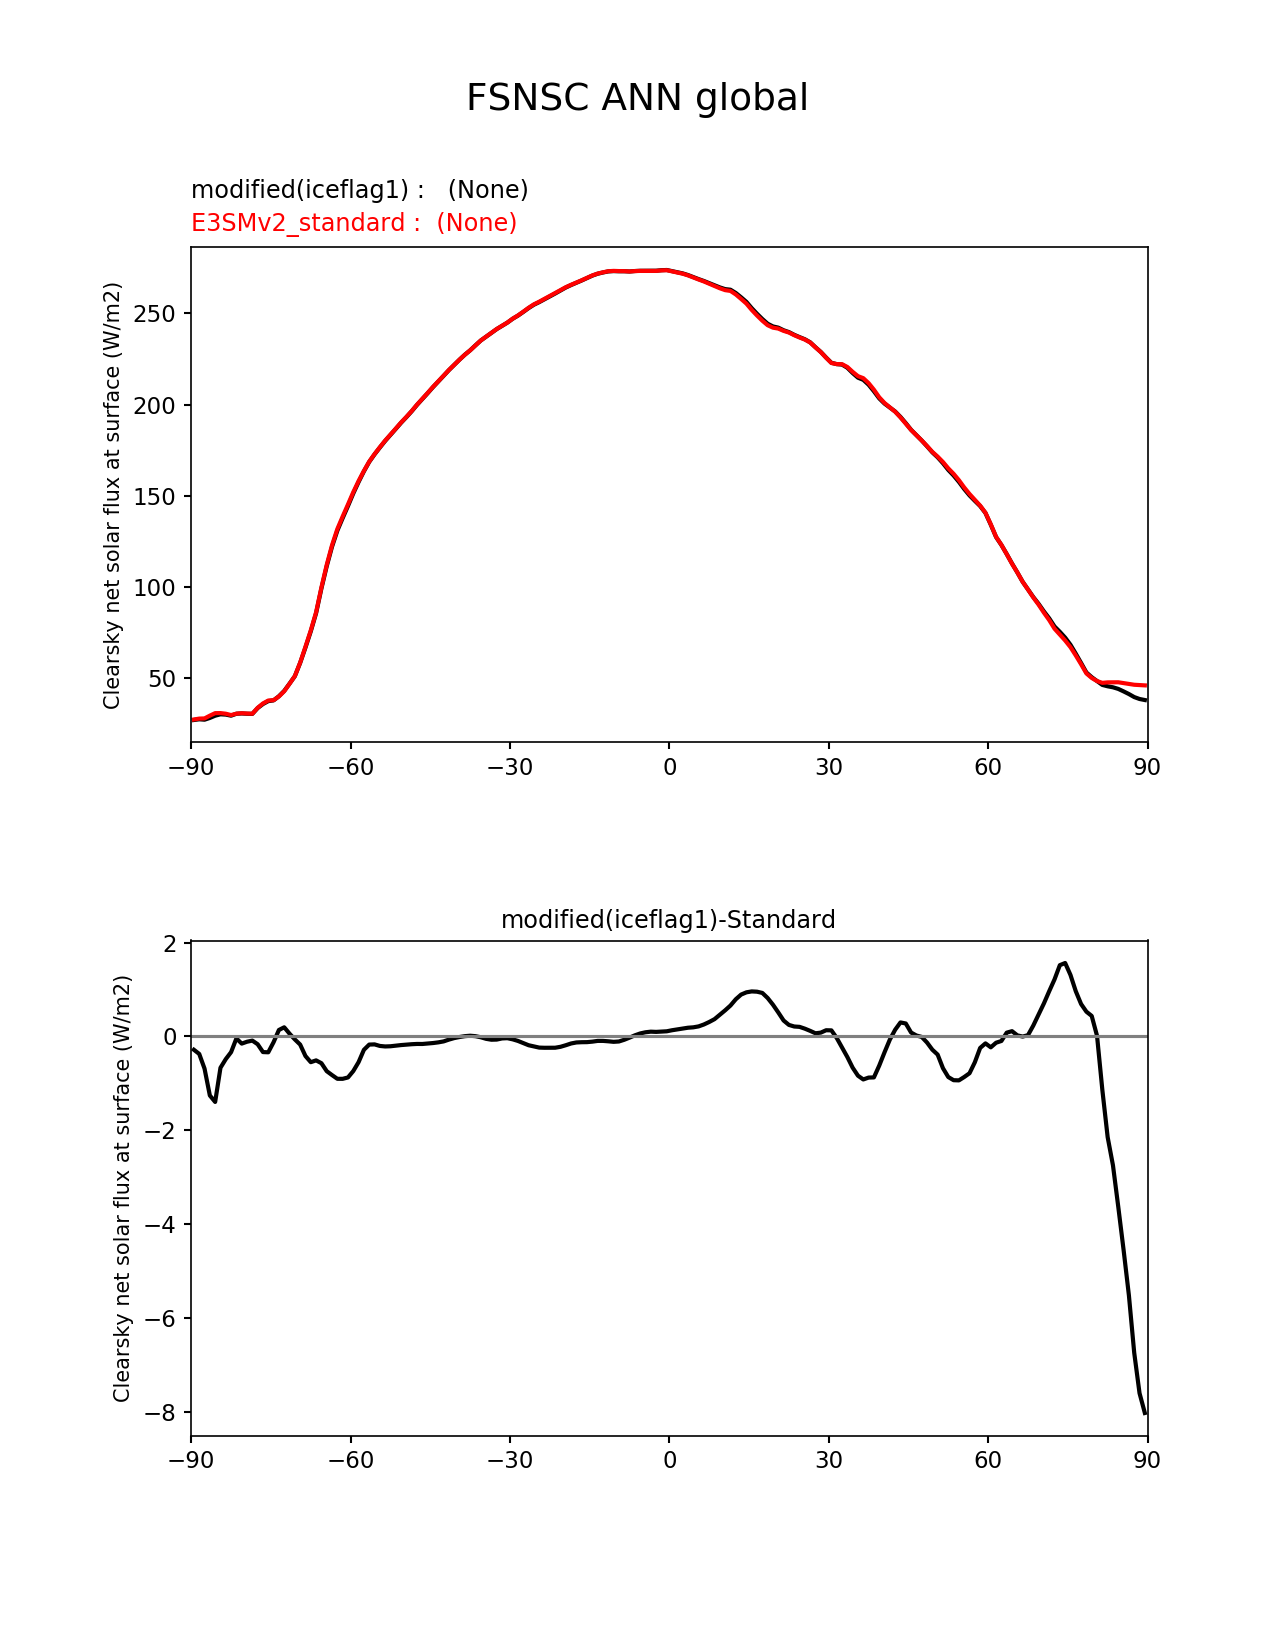 FSNSC ANN global
modified(iceflag1) :   (None)
E3SMv2_standard :  (None)
Clearsky net solar flux at surface (W/m2)
250
200
150
100
50
−90 −60 −30 0 30 60 90
modified(iceflag1)-Standard
Clearsky net solar flux at surface (W/m2)
2
0
−2
−4
−6
−8
−90 −60 −30 0 30 60 90